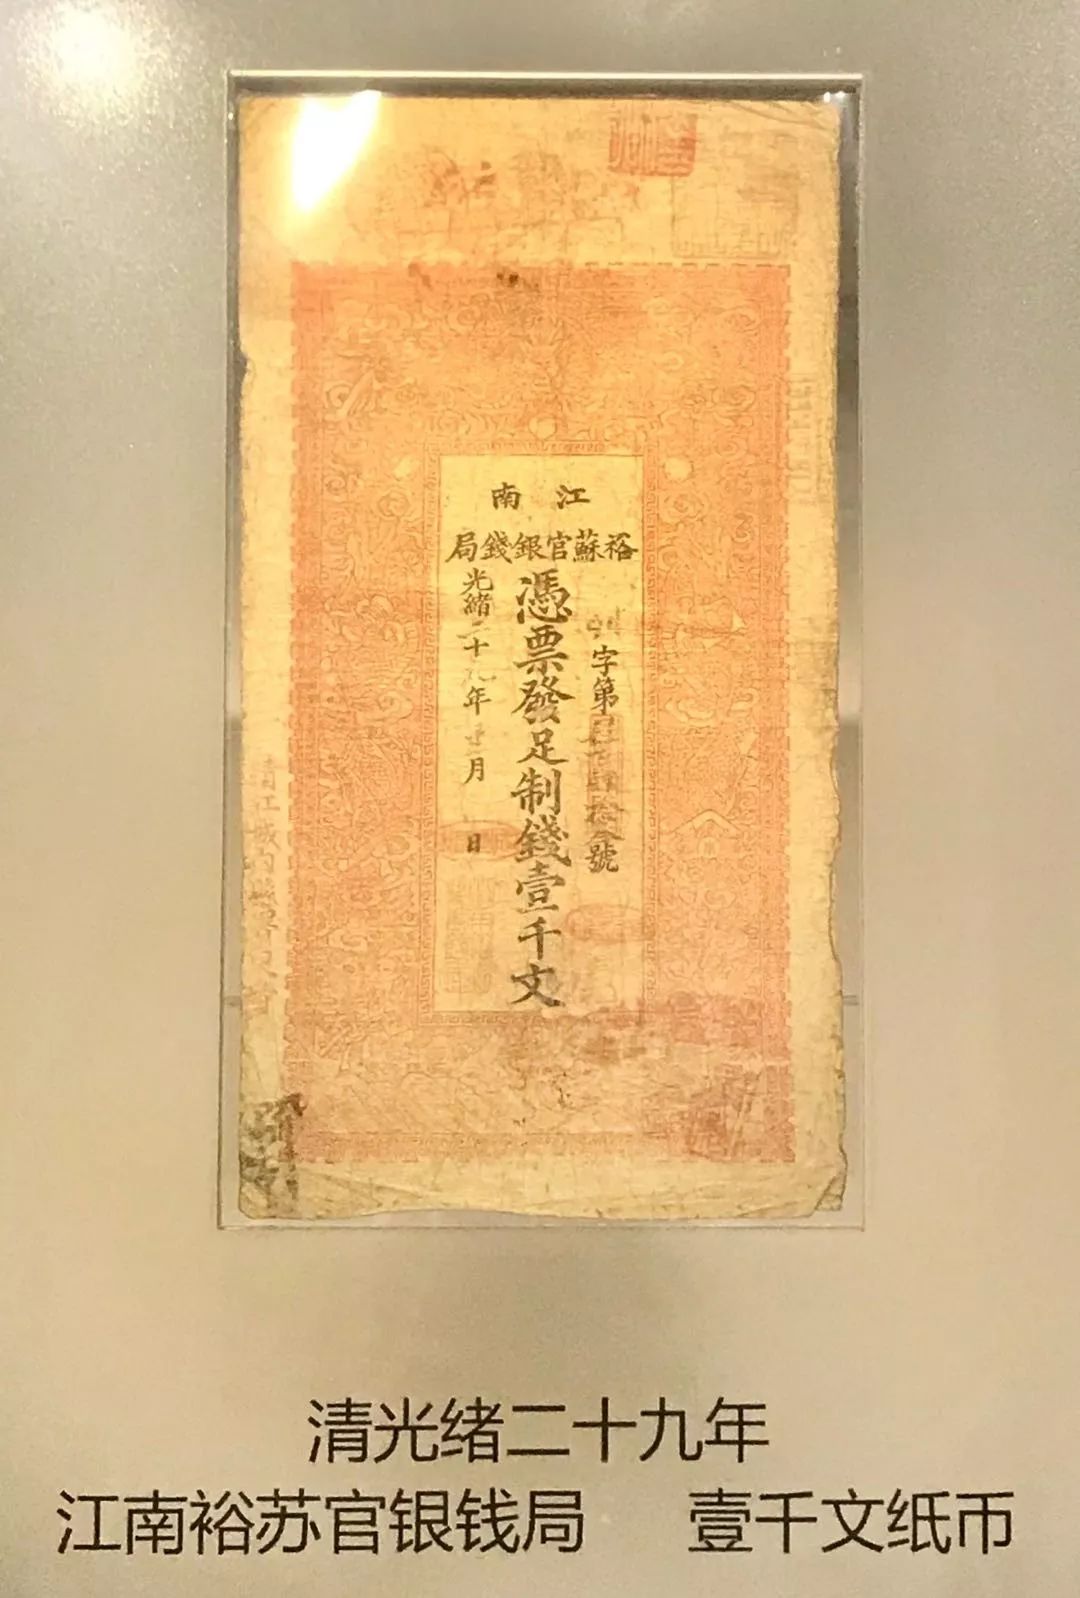 江南
裕蘇官銀錢局
字第
號
憑票發足制錢壹千文
光緒二十九年
月
日
清光绪二十九年
江南裕苏官银钱局 壹千文纸币